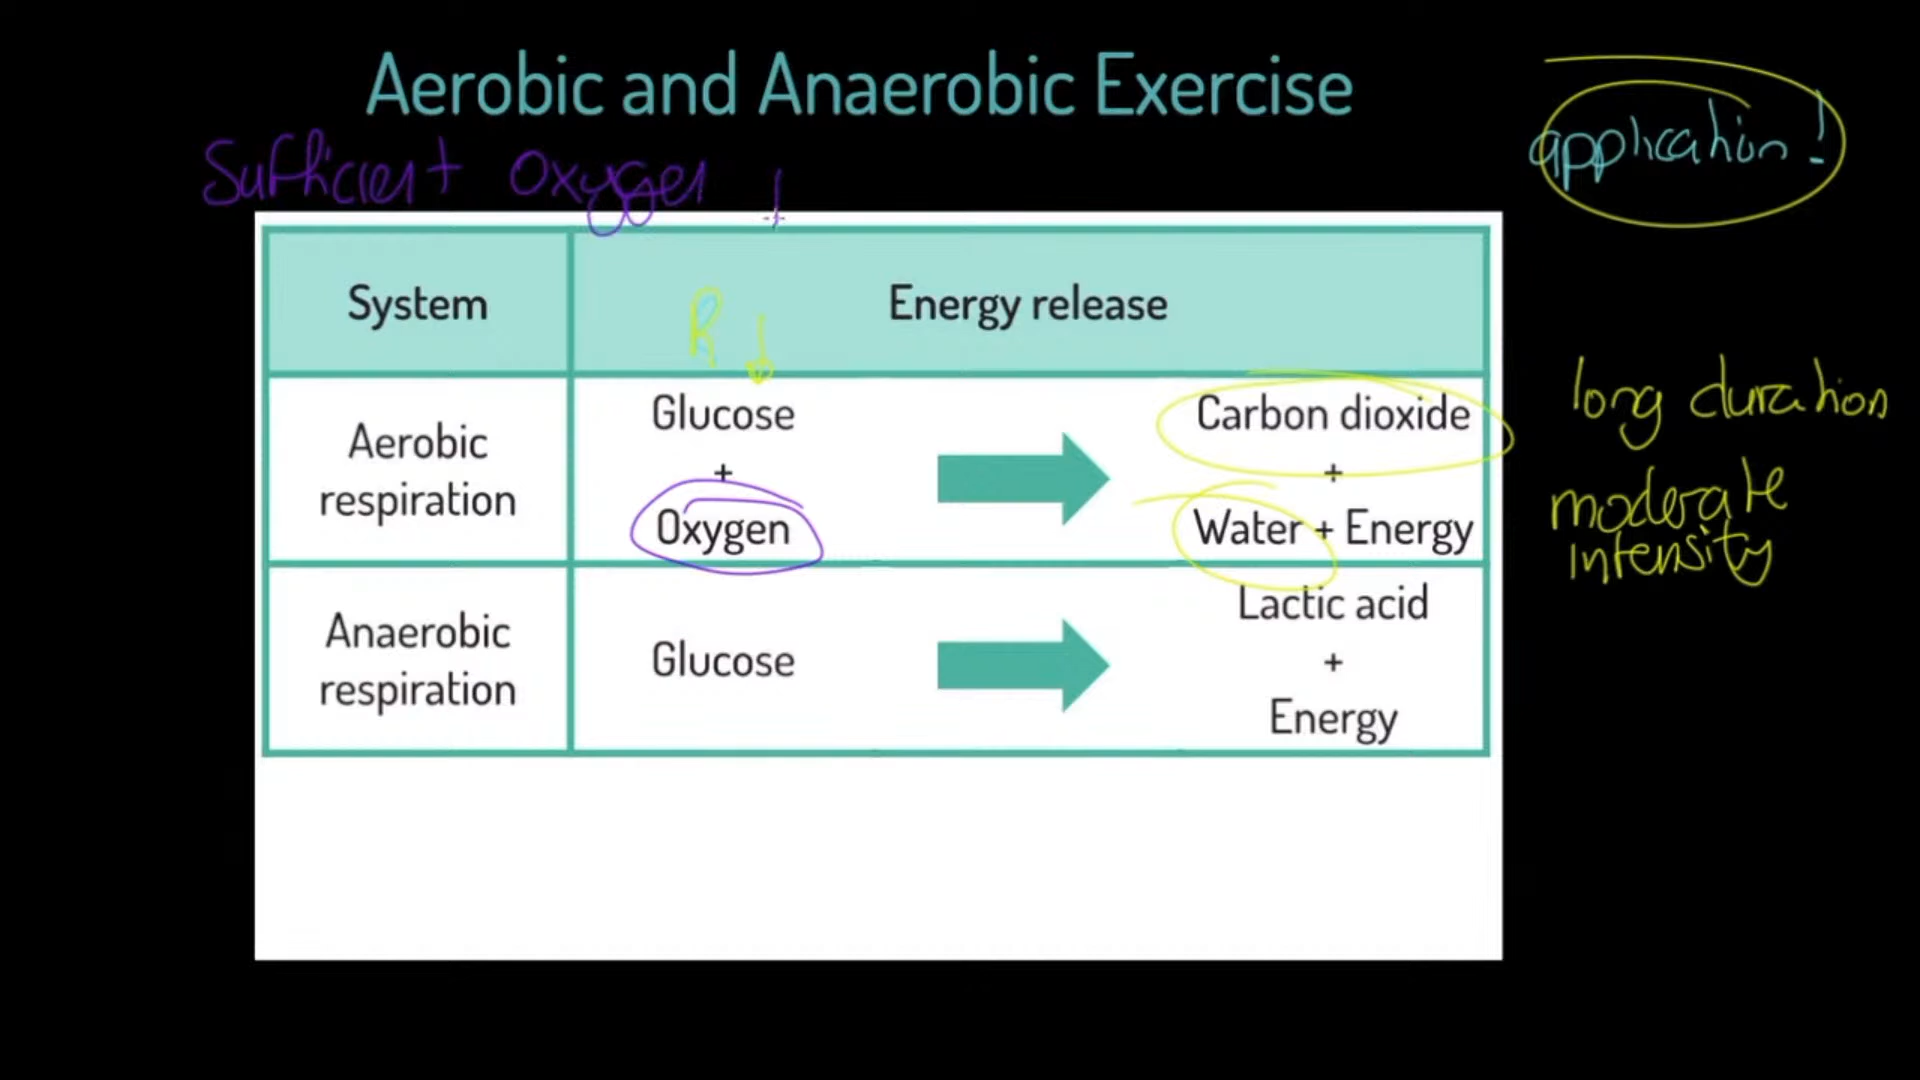 Aerobic and Anaerobic Exercise
application!
Sufficient Oxygen
System
Energy release
R
Aerobic
respiration
Glucose
+
Oxygen
Carbon dioxide
+
Water + Energy
long duration
moderate
intensity
Anaerobic
respiration
Glucose
Lactic acid
+
Energy